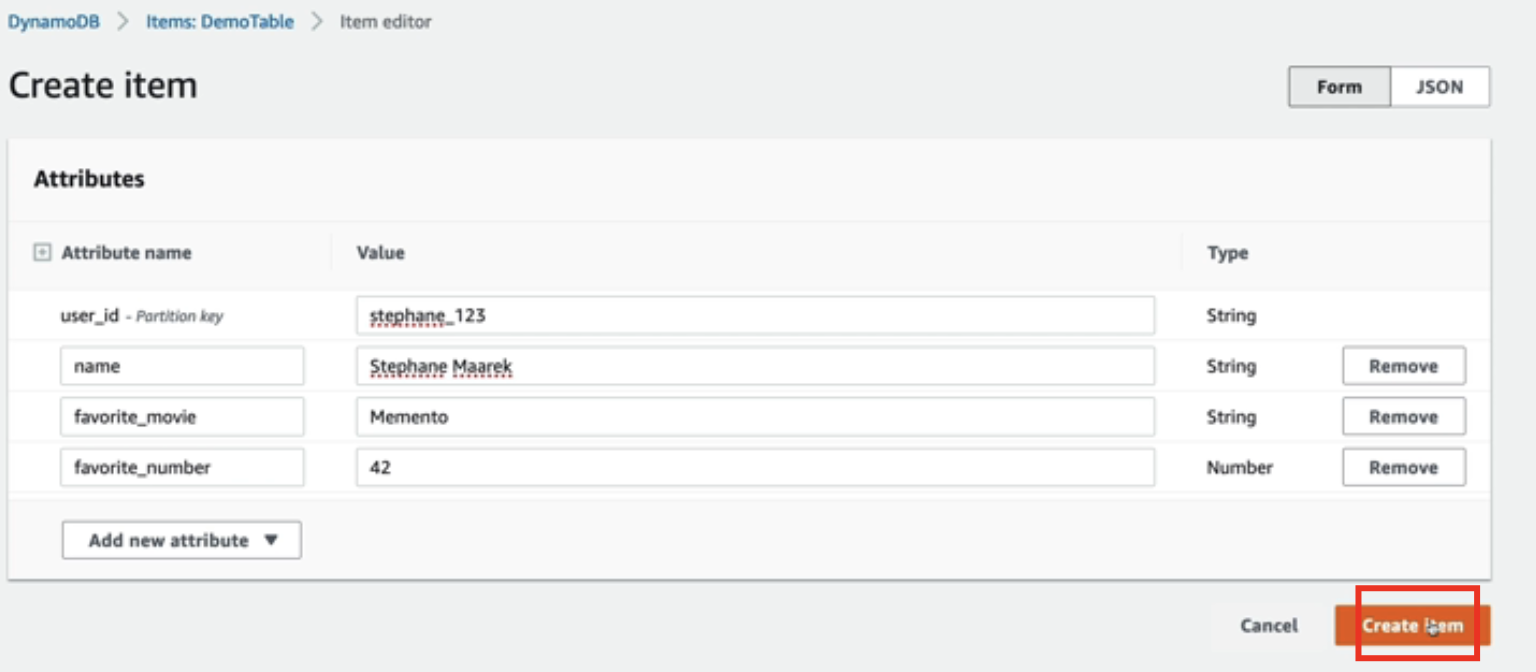 DynamoDB > Items: DemoTable > Item editor
Create item
Form JSON
Attributes
Attribute name Value Type
user_id - Partition key stephane_123 String
name Stephane Maarek String Remove
favorite_movie Memento String Remove
favorite_number 42 Number Remove
Add new attribute ▼
Cancel Create item